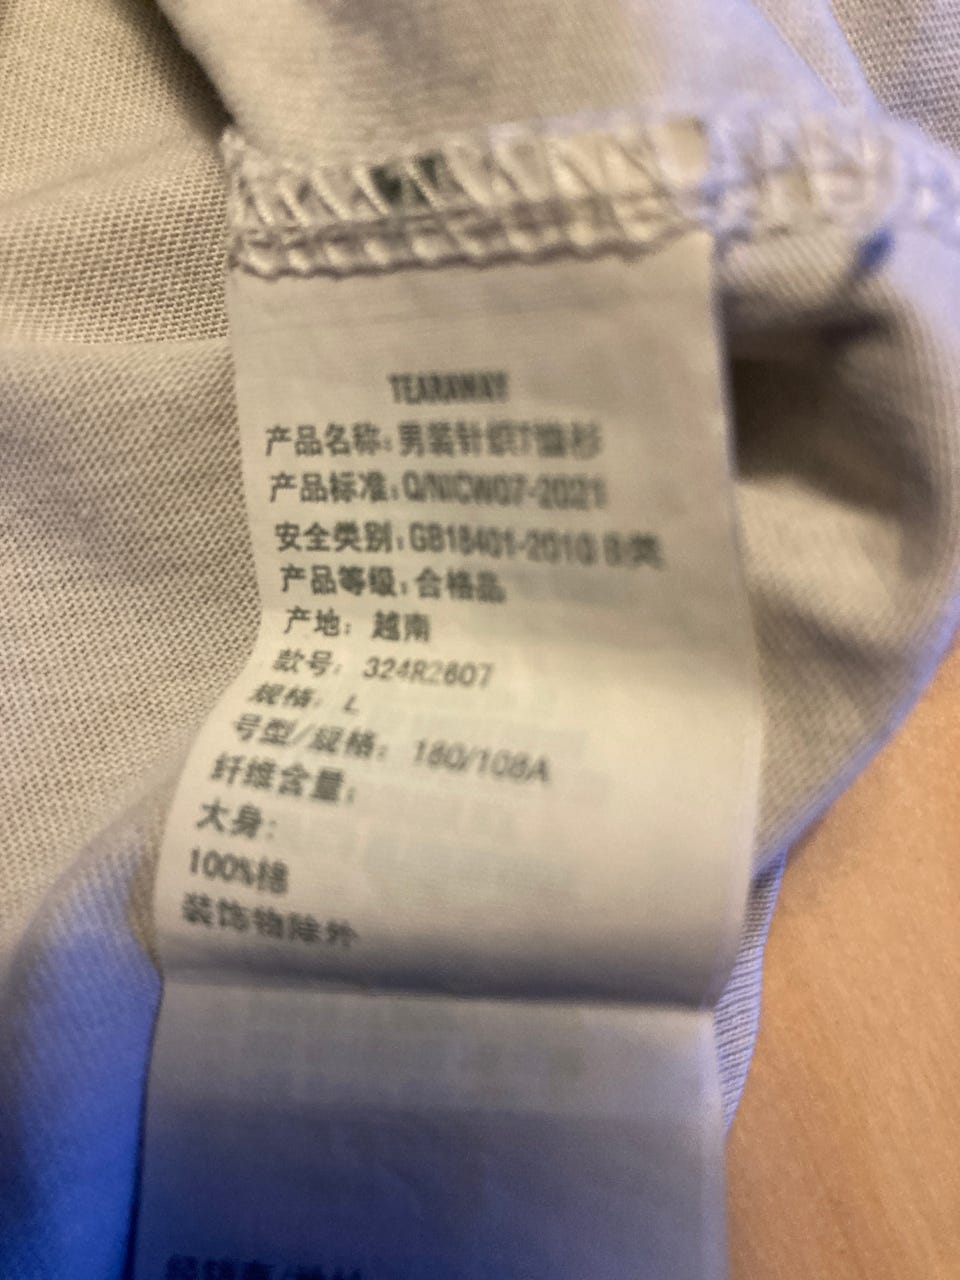 TEARAWAY
产品名称：男装针织T恤衫
产品标准：Q/NICW07-2021
安全类别：GB18401-2010 B类
产品等级：合格品
产地：越南
款号：324R2607
规格：L
号型/规格：180/108A
纤维含量：
大身：
100%棉
装饰物除外